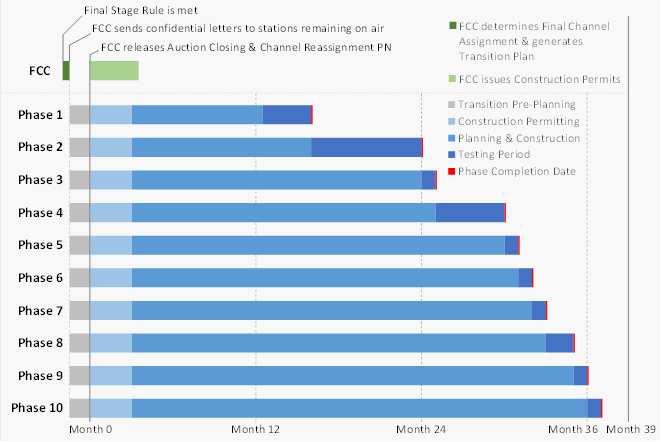 Final Stage Rule is met
FCC sends confidential letters to stations remaining on air
FCC releases Auction Closing & Channel Reassignment PN
FCC
FCC determines Final Channel
Assignment & generates
Transition Plan
FCC issues Construction Permits
Transition Pre-Planning
Construction Permitting
Planning & Construction
Testing Period
Phase Completion Date
Phase 1
Phase 2
Phase 3
Phase 4
Phase 5
Phase 6
Phase 7
Phase 8
Phase 9
Phase 10
Month 0 Month 12 Month 24 Month 36 Month 39